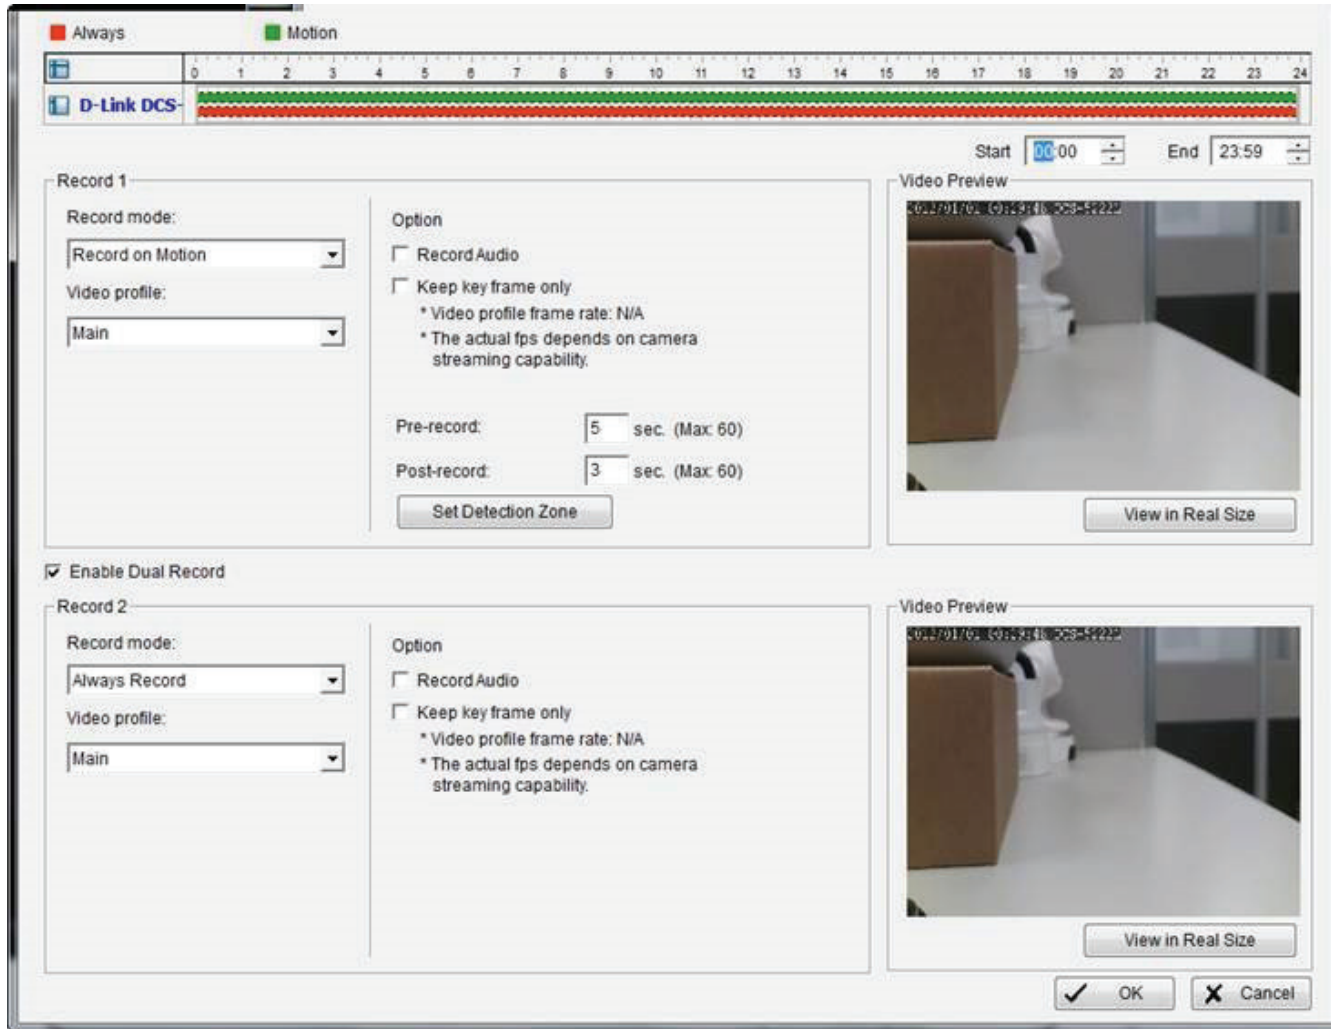 Always Motion
0 1 2 3 4 5 6 7 8 9 10 11 12 13 14 15 16 17 18 19 20 21 22 23 24
D-Link DCS-
Start 00:00 End 23:59
Record 1
Record mode:
Record on Motion
Video profile:
Main
Option
Record Audio
Keep key frame only
* Video profile frame rate: N/A
* The actual fps depends on camera
streaming capability.
Pre-record: 5 sec. (Max: 60)
Post-record: 3 sec. (Max: 60)
Set Detection Zone
Video Preview
View in Real Size
Enable Dual Record
Record 2
Record mode:
Always Record
Video profile:
Main
Option
Record Audio
Keep key frame only
* Video profile frame rate: N/A
* The actual fps depends on camera
streaming capability.
Video Preview
View in Real Size
OK Cancel